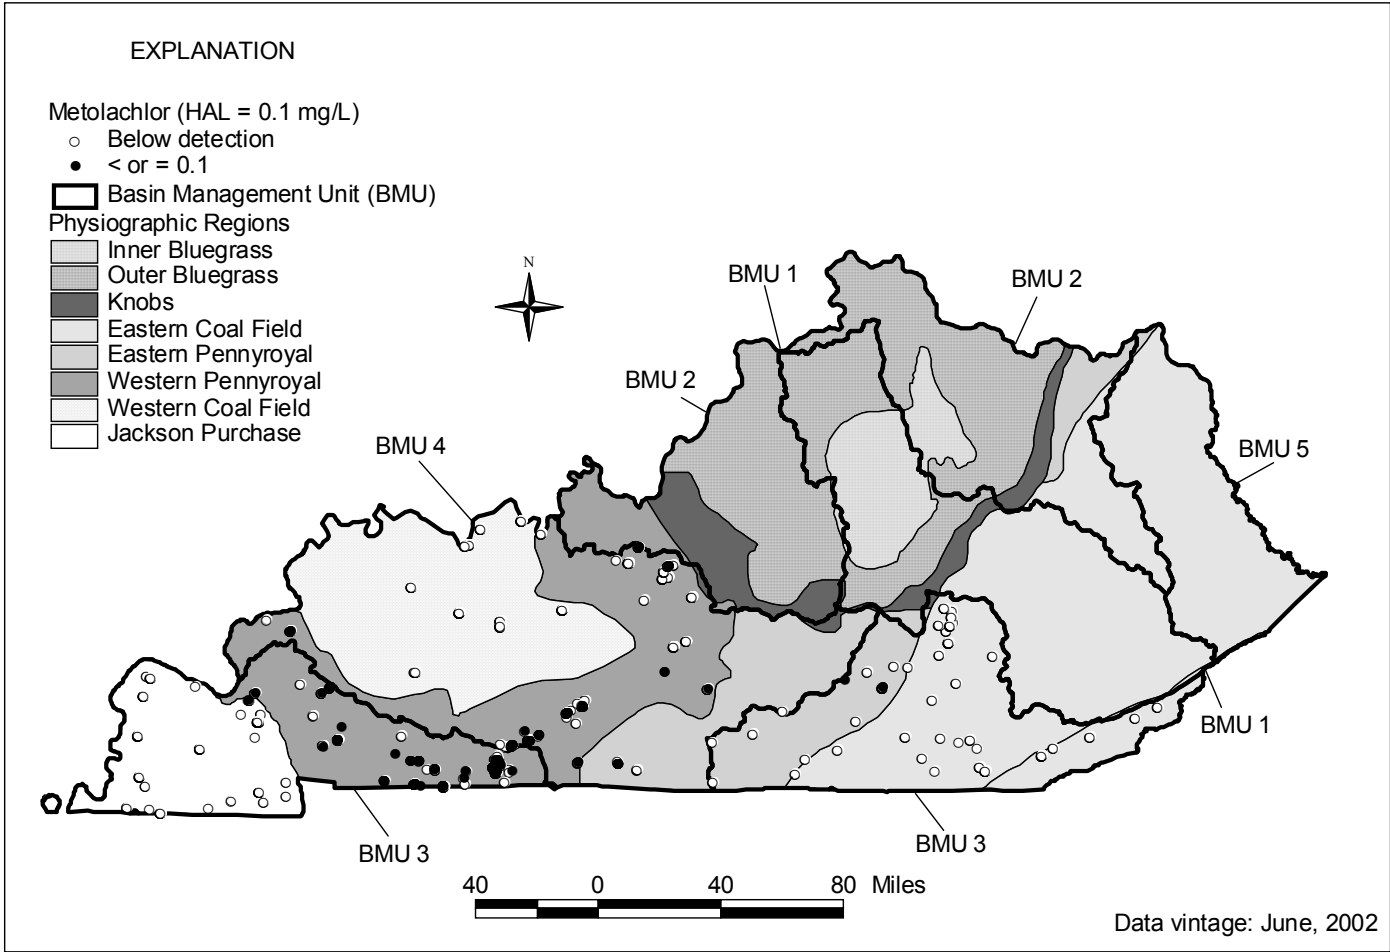 EXPLANATION
Metolachlor (HAL = 0.1 mg/L)
Below detection
< or = 0.1
Basin Management Unit (BMU)
Physiographic Regions
Inner Bluegrass
Outer Bluegrass
Knobs
Eastern Coal Field
Eastern Pennyroyal
Western Pennyroyal
Western Coal Field
Jackson Purchase
N
BMU 1
BMU 2
BMU 2
BMU 4
BMU 5
BMU 1
BMU 3
BMU 3
40 0 40 80 Miles
Data vintage: June, 2002